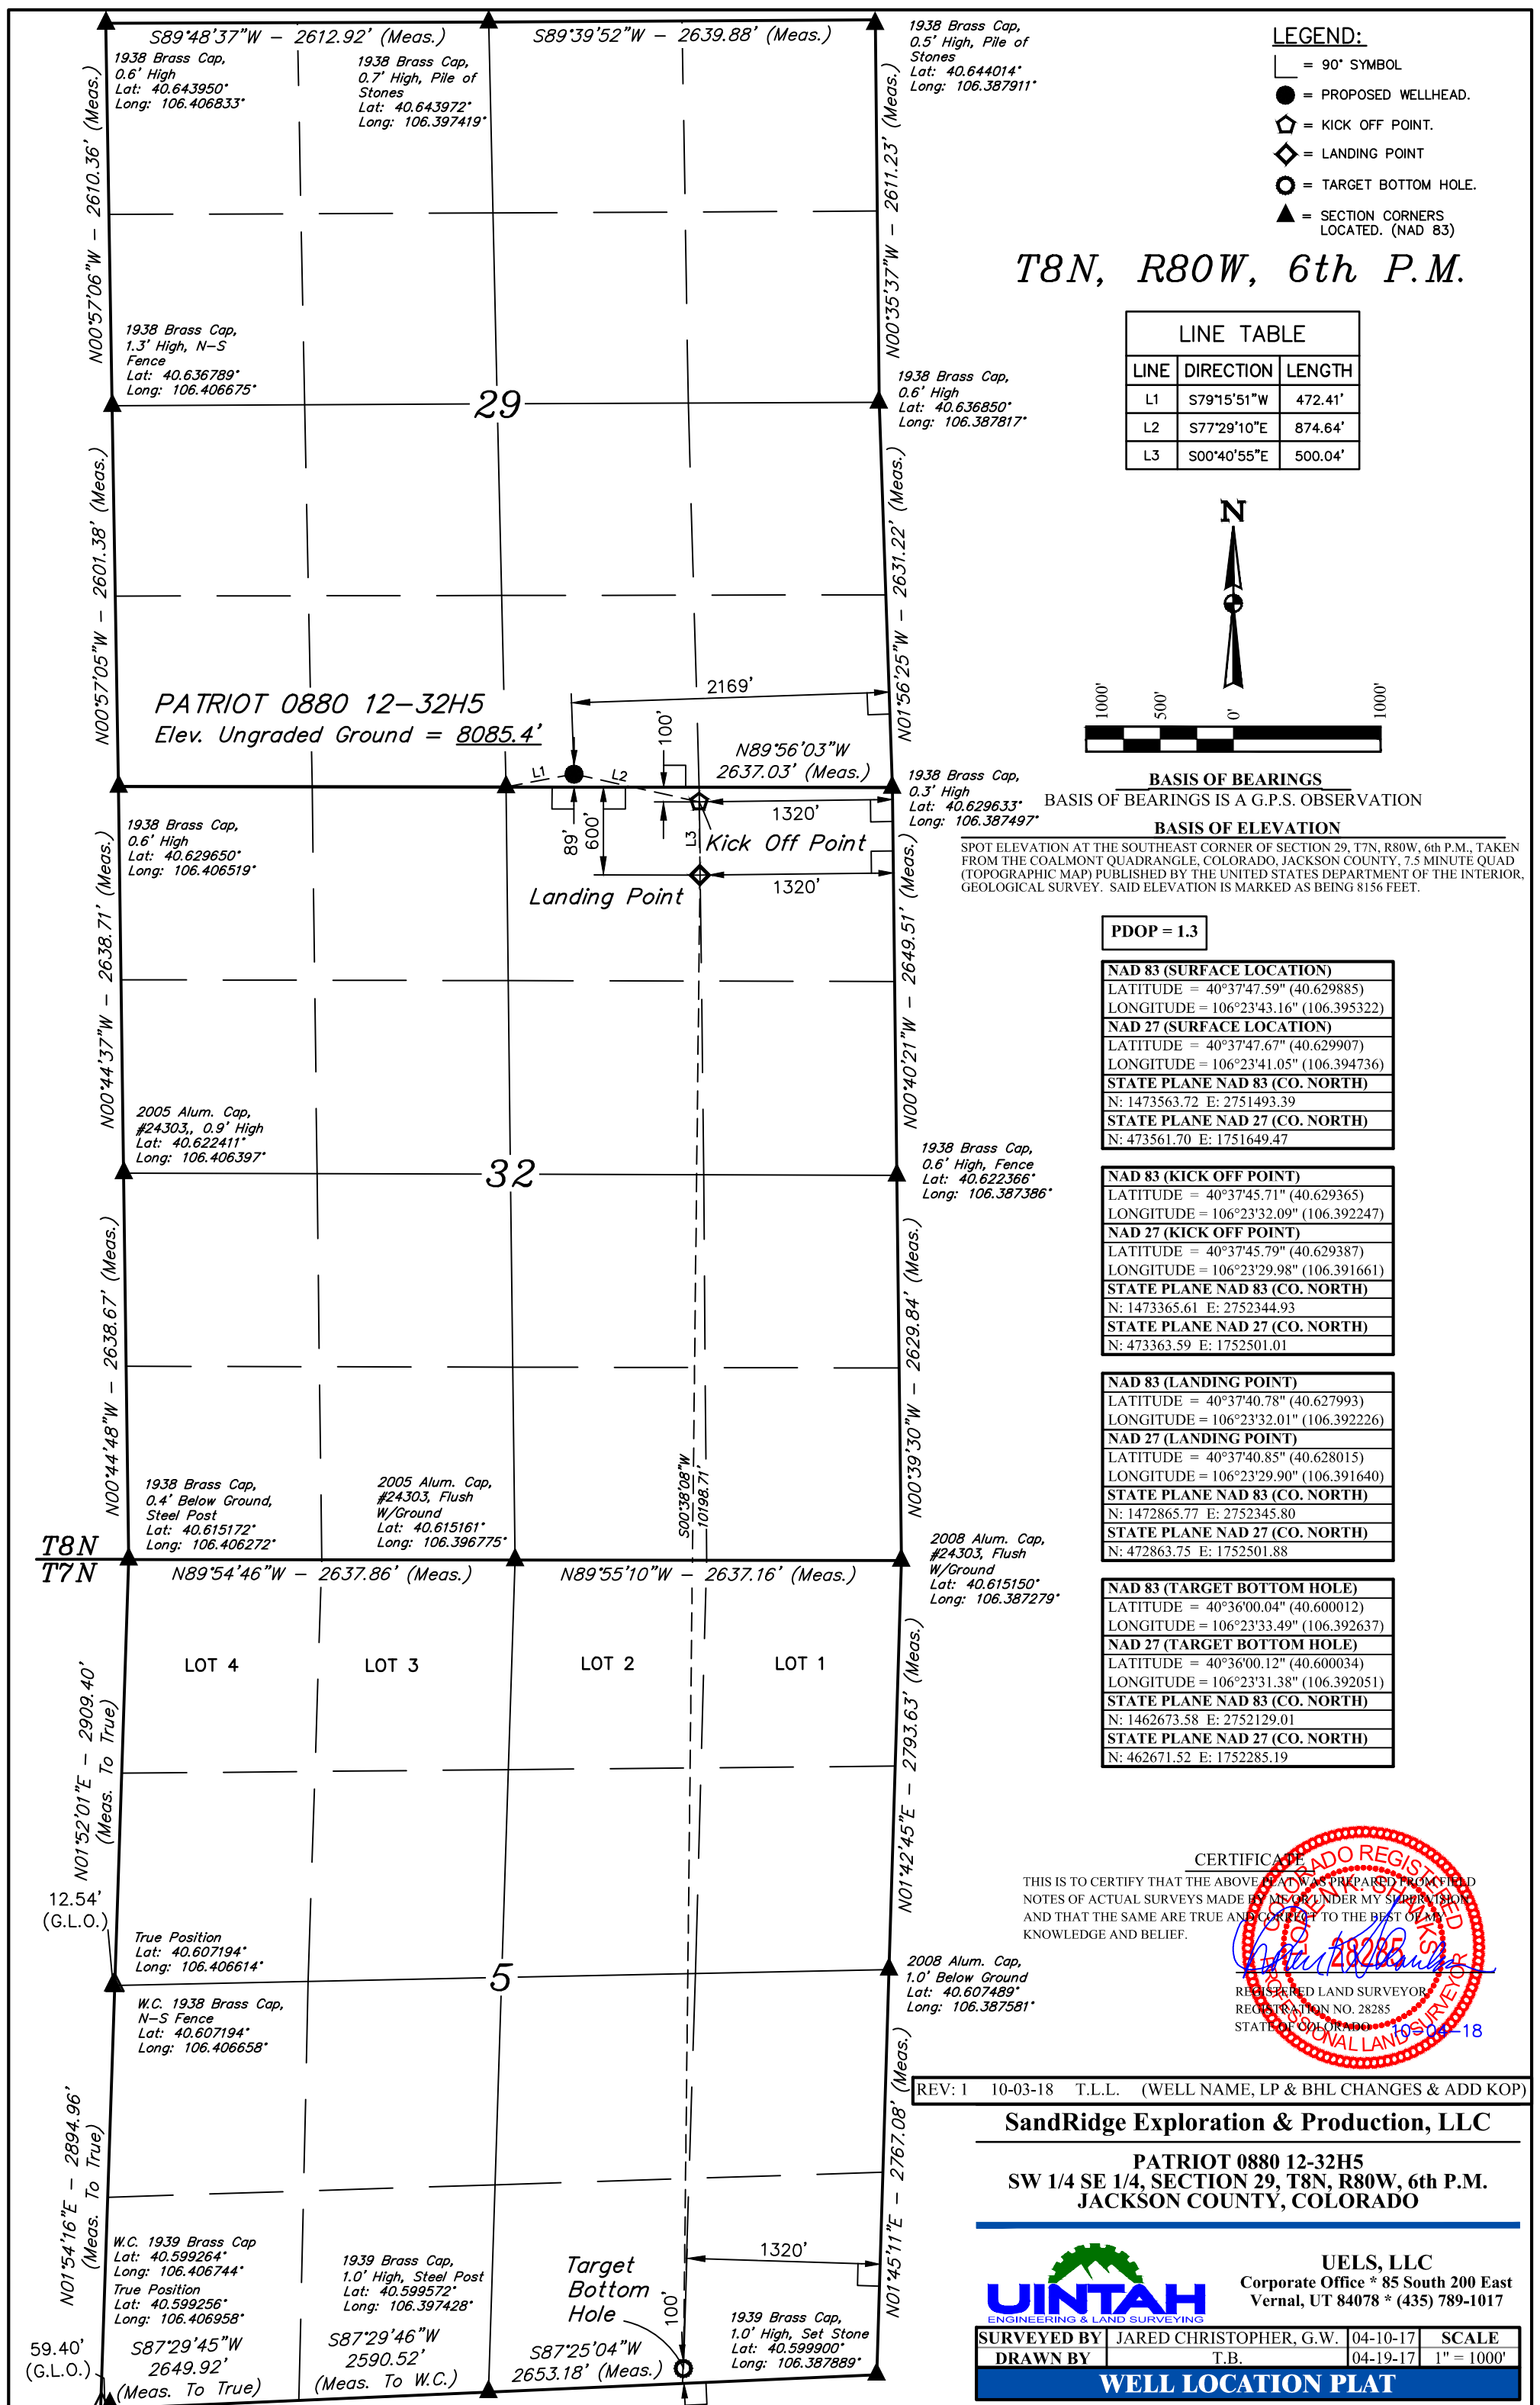 S89°48'37"W - 2612.92' (Meas.)
S89°39'52"W - 2639.88' (Meas.)
1938 Brass Cap,
0.6' High
Lat: 40.643950°
Long: 106.406833°
1938 Brass Cap,
0.7' High, Pile of
Stones
Lat: 40.643972°
Long: 106.397419°
1938 Brass Cap,
0.5' High, Pile of
Stones
Lat: 40.644014°
Long: 106.387911°
N00°57'06"W - 2610.36' (Meas.)
N00°35'37"W - 2611.23' (Meas.)
LEGEND:
= 90° SYMBOL
= PROPOSED WELLHEAD.
= KICK OFF POINT.
= LANDING POINT
= TARGET BOTTOM HOLE.
= SECTION CORNERS
LOCATED. (NAD 83)
T8N, R80W, 6th P.M.
LINE TABLE
LINE DIRECTION LENGTH
L1 S79°15'51"W 472.41'
L2 S77°29'10"E 874.64'
L3 S00°40'55"E 500.04'
1938 Brass Cap,
1.3' High, N-S
Fence
Lat: 40.636789°
Long: 106.406675°
29
1938 Brass Cap,
0.6' High
Lat: 40.636850°
Long: 106.387817°
N00°57'05"W - 2601.38' (Meas.)
N01°56'25"W - 2631.22' (Meas.)
N
1000'
500'
0'
1000'
PATRIOT 0880 12-32H5
Elev. Ungraded Ground = 8085.4'
2169'
100'
N89°56'03"W
2637.03' (Meas.)
L1
L2
89'
600'
L3
1320'
Kick Off Point
1320'
Landing Point
1938 Brass Cap,
0.3' High
Lat: 40.629633°
Long: 106.387497°
1938 Brass Cap,
0.6' High
Lat: 40.629650°
Long: 106.406519°
BASIS OF BEARINGS
BASIS OF BEARINGS IS A G.P.S. OBSERVATION
BASIS OF ELEVATION
SPOT ELEVATION AT THE SOUTHEAST CORNER OF SECTION 29, T7N, R80W, 6th P.M., TAKEN
FROM THE COALMONT QUADRANGLE, COLORADO, JACKSON COUNTY, 7.5 MINUTE QUAD
(TOPOGRAPHIC MAP) PUBLISHED BY THE UNITED STATES DEPARTMENT OF THE INTERIOR,
GEOLOGICAL SURVEY. SAID ELEVATION IS MARKED AS BEING 8156 FEET.
PDOP = 1.3
NAD 83 (SURFACE LOCATION)
LATITUDE = 40°37'47.59" (40.629885)
LONGITUDE = 106°23'43.16" (106.395322)
NAD 27 (SURFACE LOCATION)
LATITUDE = 40°37'47.67" (40.629907)
LONGITUDE = 106°23'41.05" (106.394736)
STATE PLANE NAD 83 (CO. NORTH)
N: 1473563.72 E: 2751493.39
STATE PLANE NAD 27 (CO. NORTH)
N: 473561.70 E: 1751649.47
NAD 83 (KICK OFF POINT)
LATITUDE = 40°37'45.71" (40.629365)
LONGITUDE = 106°23'32.09" (106.392247)
NAD 27 (KICK OFF POINT)
LATITUDE = 40°37'45.79" (40.629387)
LONGITUDE = 106°23'29.98" (106.391661)
STATE PLANE NAD 83 (CO. NORTH)
N: 1473365.61 E: 2752344.93
STATE PLANE NAD 27 (CO. NORTH)
N: 473363.59 E: 1752501.01
NAD 83 (LANDING POINT)
LATITUDE = 40°37'40.78" (40.627993)
LONGITUDE = 106°23'32.01" (106.392226)
NAD 27 (LANDING POINT)
LATITUDE = 40°37'40.85" (40.628015)
LONGITUDE = 106°23'29.90" (106.391640)
STATE PLANE NAD 83 (CO. NORTH)
N: 1472865.77 E: 2752345.80
STATE PLANE NAD 27 (CO. NORTH)
N: 472863.75 E: 1752501.88
NAD 83 (TARGET BOTTOM HOLE)
LATITUDE = 40°36'00.04" (40.600012)
LONGITUDE = 106°23'33.49" (106.392637)
NAD 27 (TARGET BOTTOM HOLE)
LATITUDE = 40°36'00.12" (40.600034)
LONGITUDE = 106°23'31.38" (106.392051)
STATE PLANE NAD 83 (CO. NORTH)
N: 1462673.58 E: 2752129.01
STATE PLANE NAD 27 (CO. NORTH)
N: 462671.52 E: 1752285.19
N00°44'37"W - 2638.71' (Meas.)
N00°40'21"W - 2649.51' (Meas.)
2005 Alum. Cap,
#24303,, 0.9' High
Lat: 40.622411°
Long: 106.406397°
32
1938 Brass Cap,
0.6' High, Fence
Lat: 40.622366°
Long: 106.387386°
N00°44'48"W - 2638.67' (Meas.)
N00°39'30"W - 2629.84' (Meas.)
S00°38'08"W
10198.71'
1938 Brass Cap,
0.4' Below Ground,
Steel Post
Lat: 40.615172°
Long: 106.406272°
2005 Alum. Cap,
#24303, Flush
W/Ground
Lat: 40.615161°
Long: 106.396775°
2008 Alum. Cap,
#24303, Flush
W/Ground
Lat: 40.615150°
Long: 106.387279°
T8N
T7N
N89°54'46"W - 2637.86' (Meas.)
N89°55'10"W - 2637.16' (Meas.)
LOT 4
LOT 3
LOT 2
LOT 1
N01°52'01"E - 2909.40'
(Meas. To True)
N01°42'45"E - 2793.63' (Meas.)
12.54'
(G.L.O.)
True Position
Lat: 40.607194°
Long: 106.406614°
5
W.C. 1938 Brass Cap,
N-S Fence
Lat: 40.607194°
Long: 106.406658°
2008 Alum. Cap,
1.0' Below Ground
Lat: 40.607489°
Long: 106.387581°
N01°54'16"E - 2894.96'
(Meas. To True)
N01°45'11"E - 2767.08' (Meas.)
W.C. 1939 Brass Cap
Lat: 40.599264°
Long: 106.406744°
True Position
Lat: 40.599256°
Long: 106.406958°
1939 Brass Cap,
1.0' High, Steel Post
Lat: 40.599572°
Long: 106.397428°
Target
Bottom
Hole
1320'
100'
1939 Brass Cap,
1.0' High, Set Stone
Lat: 40.599900°
Long: 106.387889°
59.40'
(G.L.O.)
S87°29'45"W
2649.92'
(Meas. To True)
S87°29'46"W
2590.52'
(Meas. To W.C.)
S87°25'04"W
2653.18' (Meas.)
CERTIFICATE
THIS IS TO CERTIFY THAT THE ABOVE PLAT WAS PREPARED FROM FIELD
NOTES OF ACTUAL SURVEYS MADE BY ME OR UNDER MY SUPERVISION
AND THAT THE SAME ARE TRUE AND CORRECT TO THE BEST OF MY
KNOWLEDGE AND BELIEF.
COLORADO REGISTERED
LOREN K. SHANKS
28285
PROFESSIONAL LAND SURVEYOR
REGISTERED LAND SURVEYOR
REGISTRATION NO. 28285
STATE OF COLORADO
10-04-18
REV: 1 10-03-18 T.L.L. (WELL NAME, LP & BHL CHANGES & ADD KOP)
SandRidge Exploration & Production, LLC
PATRIOT 0880 12-32H5
SW 1/4 SE 1/4, SECTION 29, T8N, R80W, 6th P.M.
JACKSON COUNTY, COLORADO
UINTAH
ENGINEERING & LAND SURVEYING
UELS, LLC
Corporate Office * 85 South 200 East
Vernal, UT 84078 * (435) 789-1017
SURVEYED BY JARED CHRISTOPHER, G.W. 04-10-17 SCALE
DRAWN BY T.B. 04-19-17 1" = 1000'
WELL LOCATION PLAT